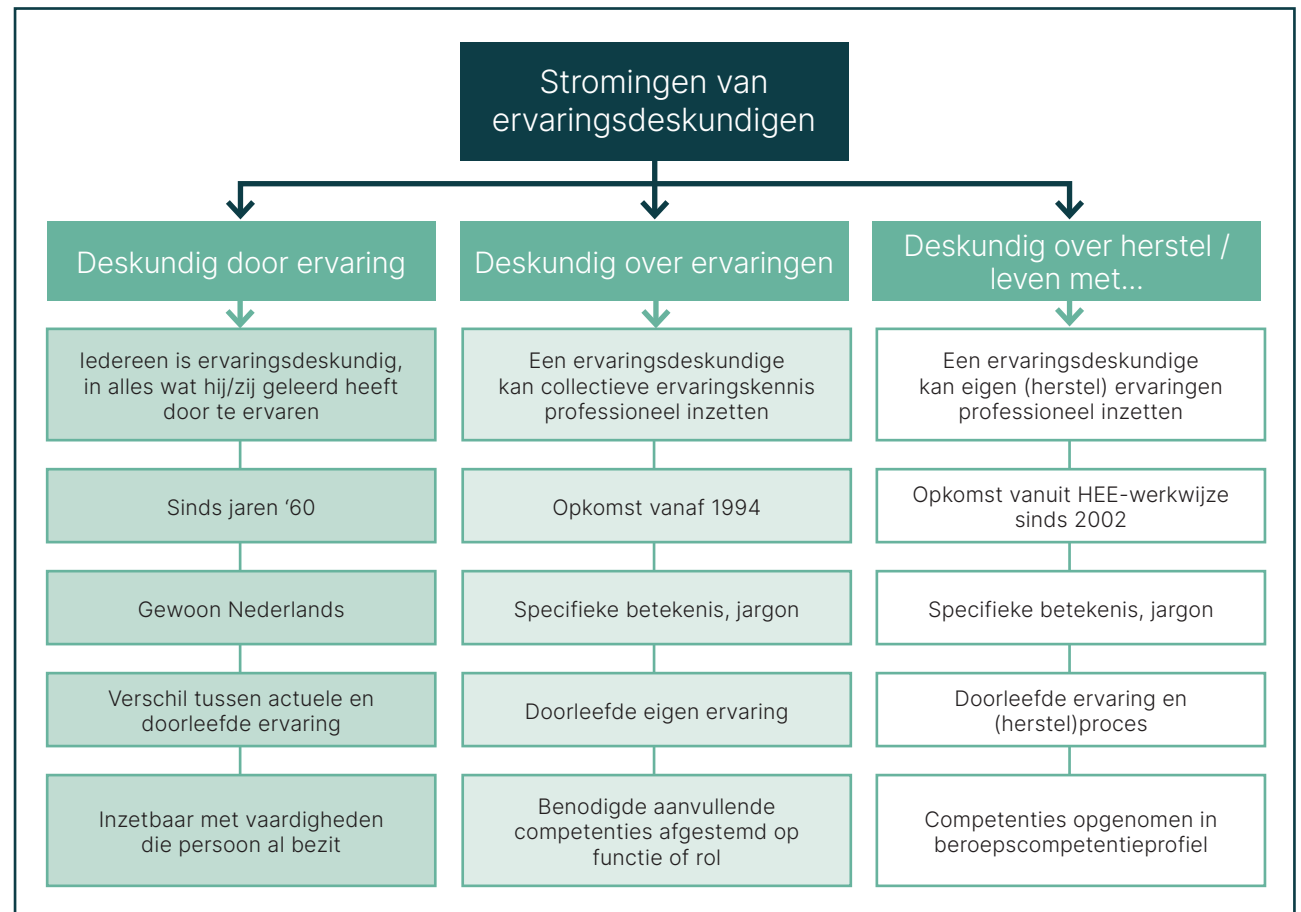 Stromingen van
ervaringsdeskundigen
Deskundig door ervaring
Iedereen is ervaringsdeskundig,
in alles wat hij/zij geleerd heeft
door te ervaren
Sinds jaren ‘60
Gewoon Nederlands
Verschil tussen actuele en
doorleefde ervaring
Inzetbaar met vaardigheden
die persoon al bezit
Deskundig over ervaringen
Een ervaringsdeskundige
kan collectieve ervaringskennis
professioneel inzetten
Opkomst vanaf 1994
Specifieke betekenis, jargon
Doorleefde eigen ervaring
Benodigde aanvullende
competenties afgestemd op
functie of rol
Deskundig over herstel /
leven met...
Een ervaringsdeskundige
kan eigen (herstel) ervaringen
professioneel inzetten
Opkomst vanuit HEE-werkwijze
sinds 2002
Specifieke betekenis, jargon
Doorleefde ervaring en
(herstel)proces
Competenties opgenomen in
beroepscompetentieprofiel